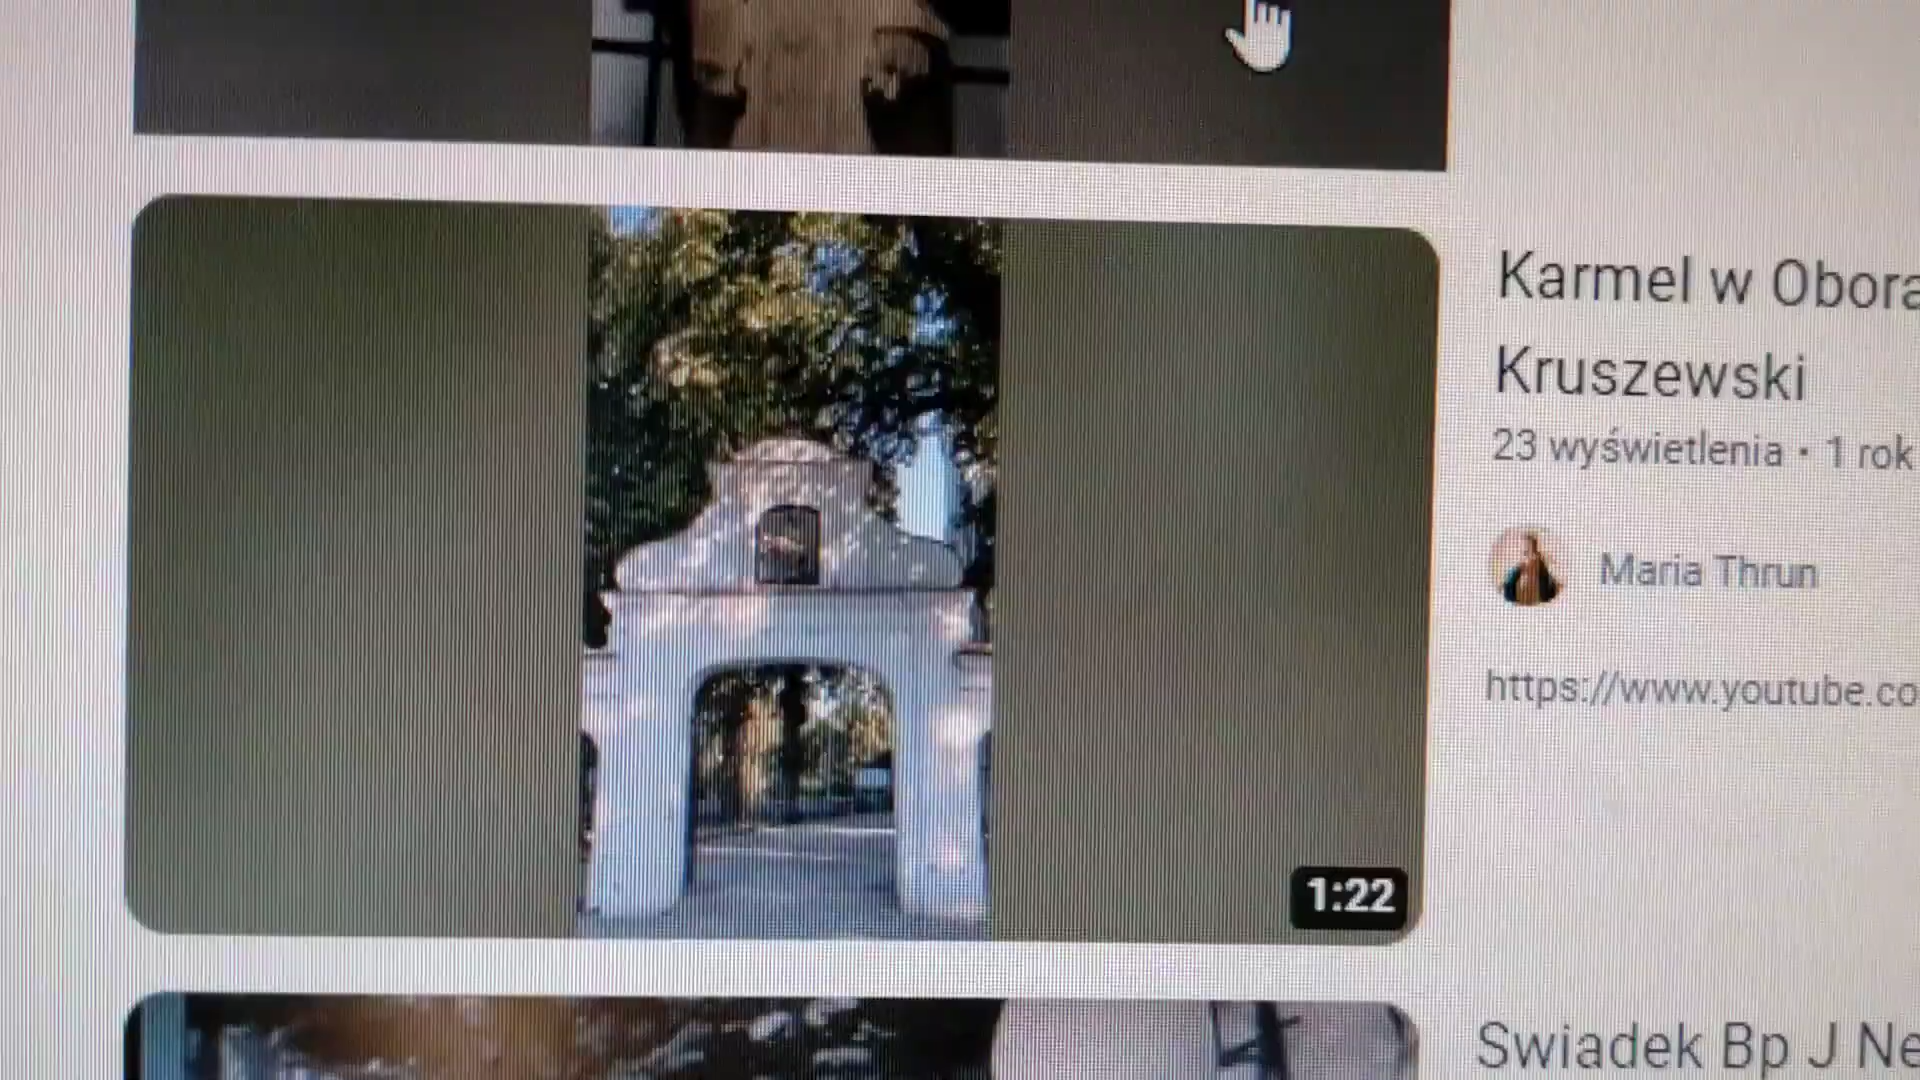 Karmel w Obora
Kruszewski
23 wyświetlenia • 1 rok
Maria Thrun
https://www.youtube.co
1:22
Swiadek Bp J Ne